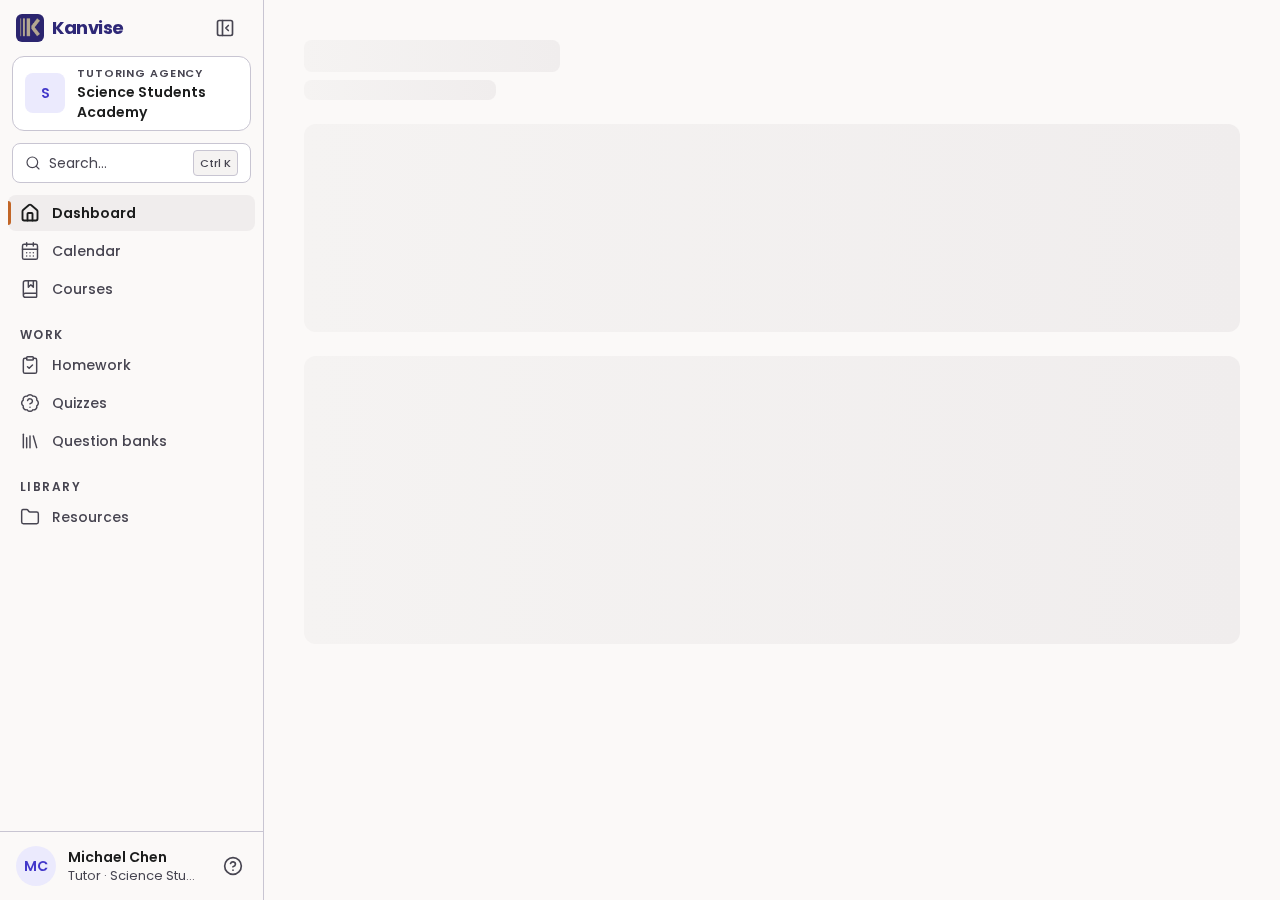 Kanvise
TUTORING AGENCY
S
Science Students
Academy
Search...
Ctrl K
Dashboard
Calendar
Courses
WORK
Homework
Quizzes
Question banks
LIBRARY
Resources
MC
Michael Chen
Tutor · Science Stu...